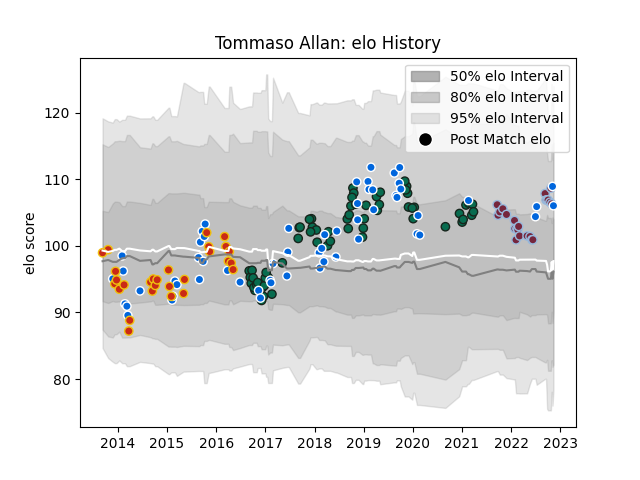 Tommaso Allan: elo History
50% elo Interval
80% elo Interval
95% elo Interval
Post Match elo
elo score
120
110
100
90
80
2014 2015 2016 2017 2018 2019 2020 2021 2022 2023